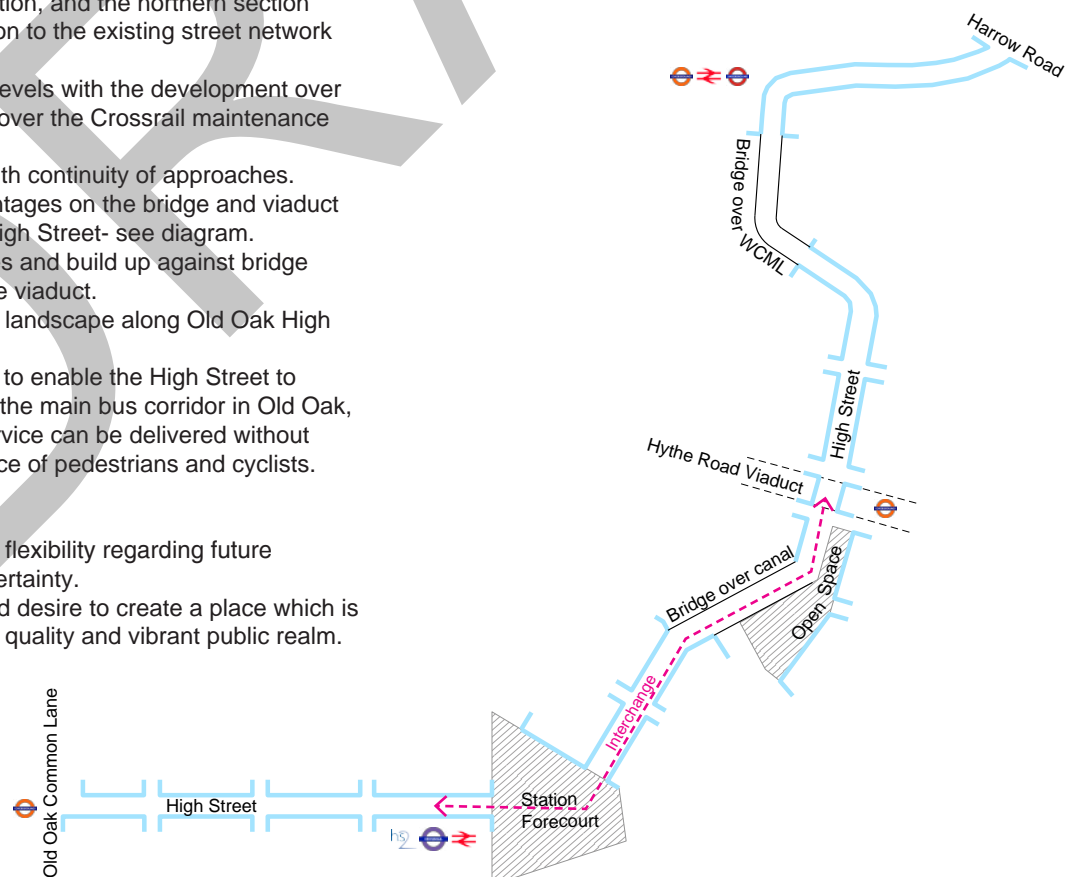 tion, and the northern section
on to the existing street network
evels with the development over
over the Crossrail maintenance
th continuity of approaches.
ntages on the bridge and viaduct
igh Street- see diagram.
s and build up against bridge
e viaduct.
landscape along Old Oak High
to enable the High Street to
the main bus corridor in Old Oak,
rvice can be delivered without
ce of pedestrians and cyclists.
flexibility regarding future
ertainty.
d desire to create a place which is
quality and vibrant public realm.
Harrow Road
Bridge over WCML
High Street
Hythe Road Viaduct
Bridge over canal
Open Space
Interchange
Station
Forecourt
High Street
Old Oak Common Lane
hs2